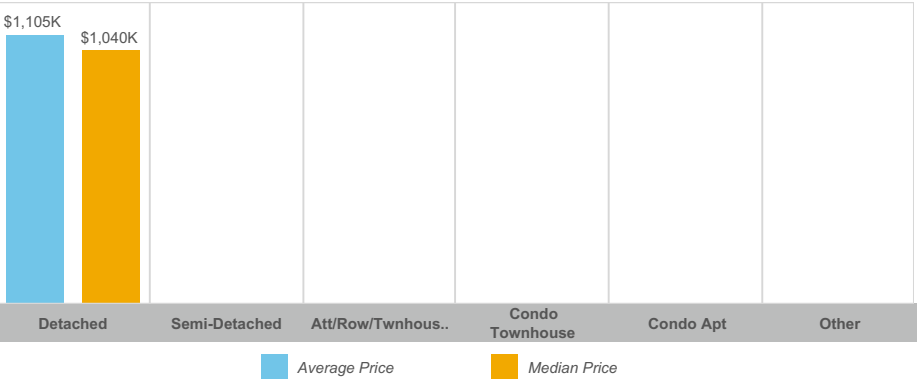 $1,105K
$1,040K
Detached
Semi-Detached
Att/Row/Twnhous..
Condo
Townhouse
Condo Apt
Other
Average Price
Median Price